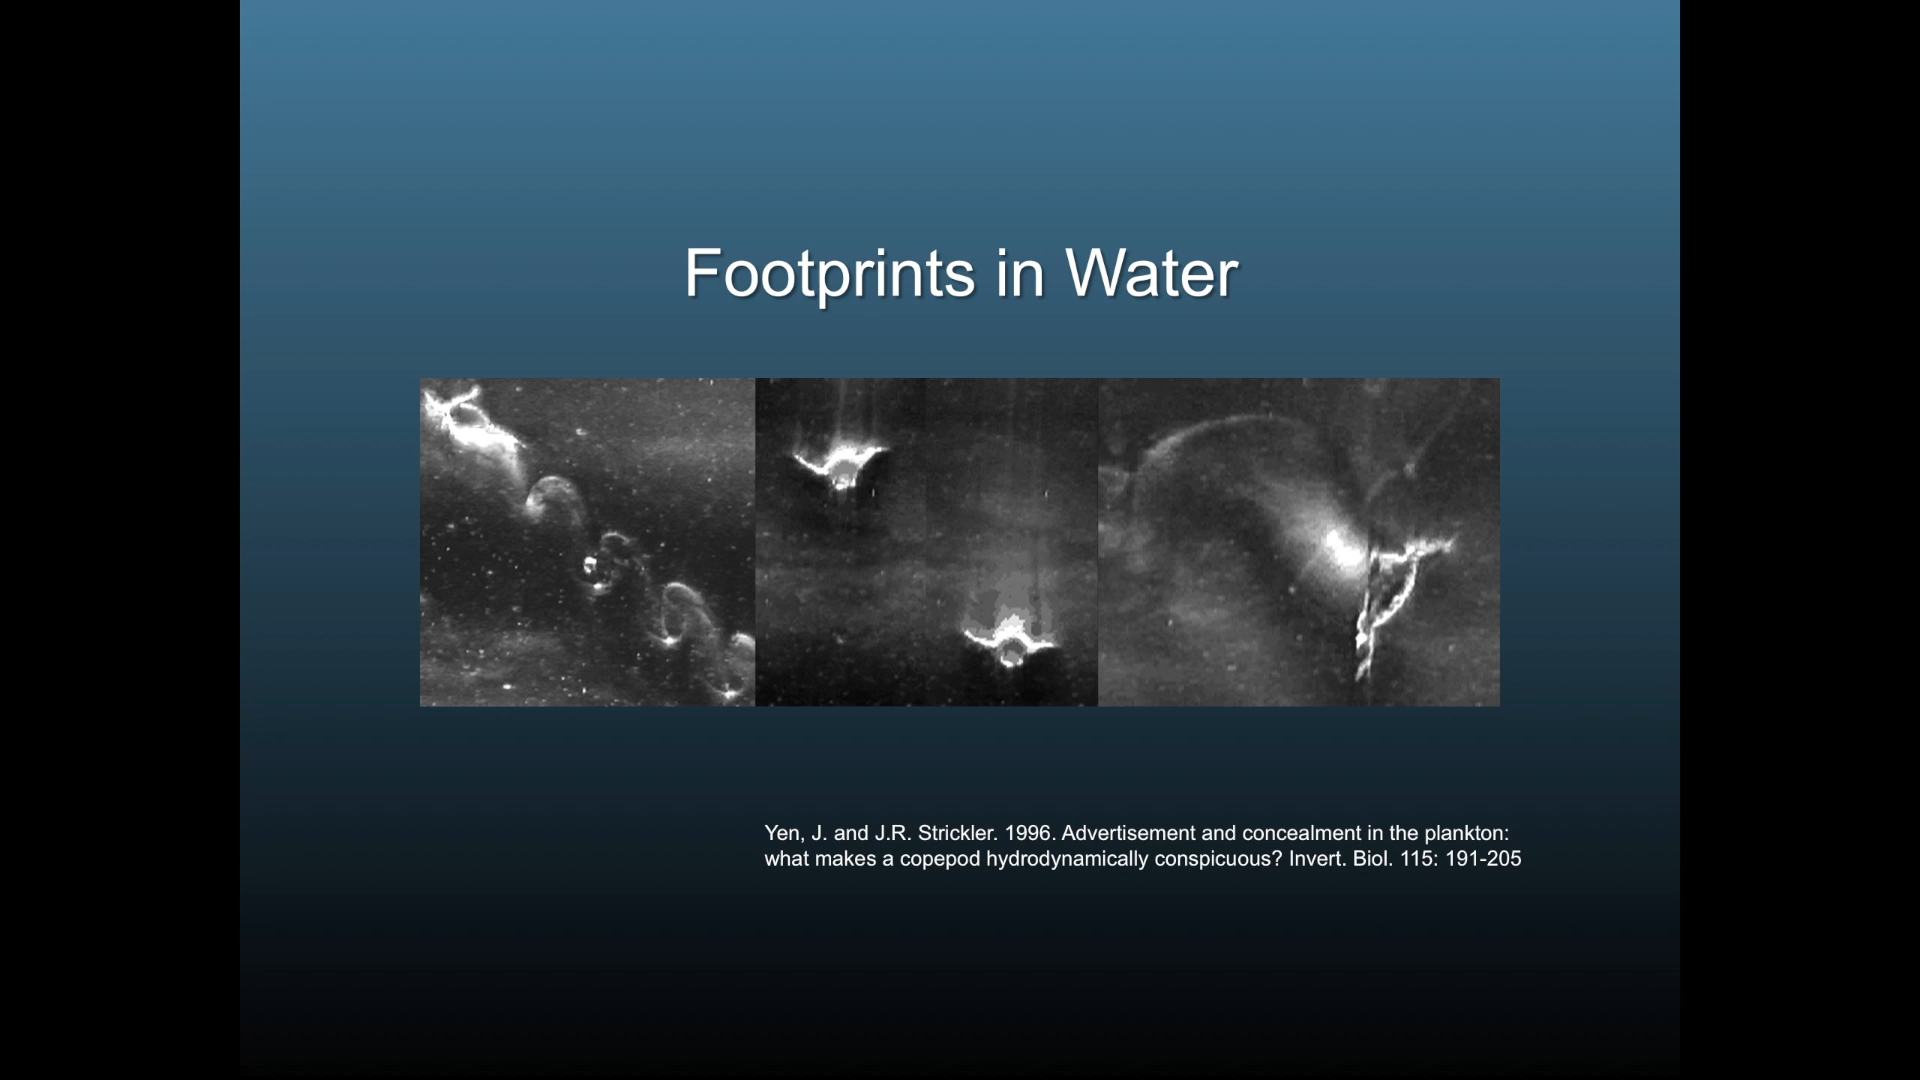 Footprints in Water
Yen, J. and J.R. Strickler. 1996. Advertisement and concealment in the plankton:
what makes a copepod hydrodynamically conspicuous? Invert. Biol. 115: 191-205